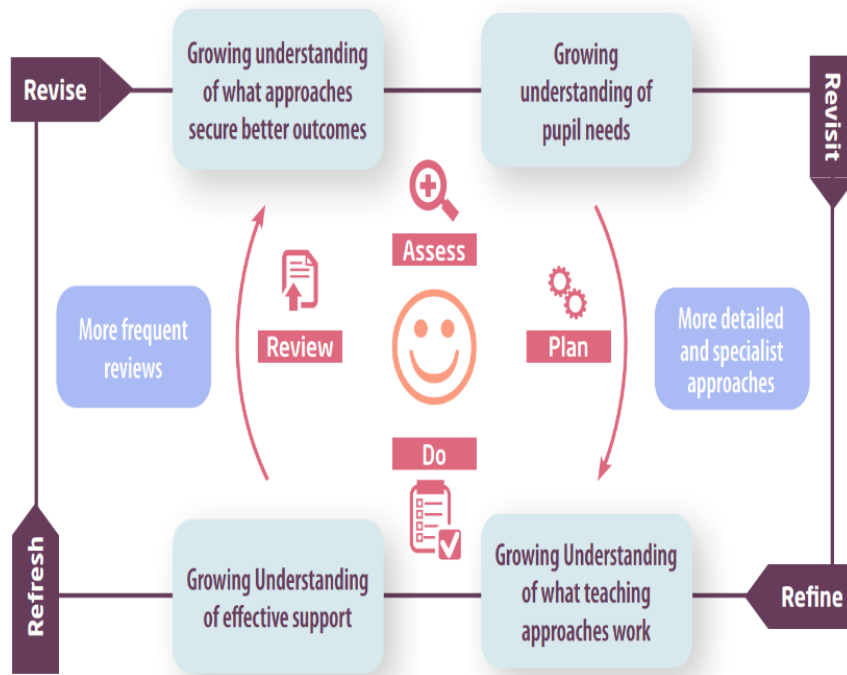 Revise
Growing understanding
of what approaches
secure better outcomes
Growing
understanding of
pupil needs
Revisit
Assess
More frequent
reviews
Review
Plan
More detailed
and specialist
approaches
Do
Refresh
Growing Understanding
of effective support
Growing Understanding
of what teaching
approaches work
Refine